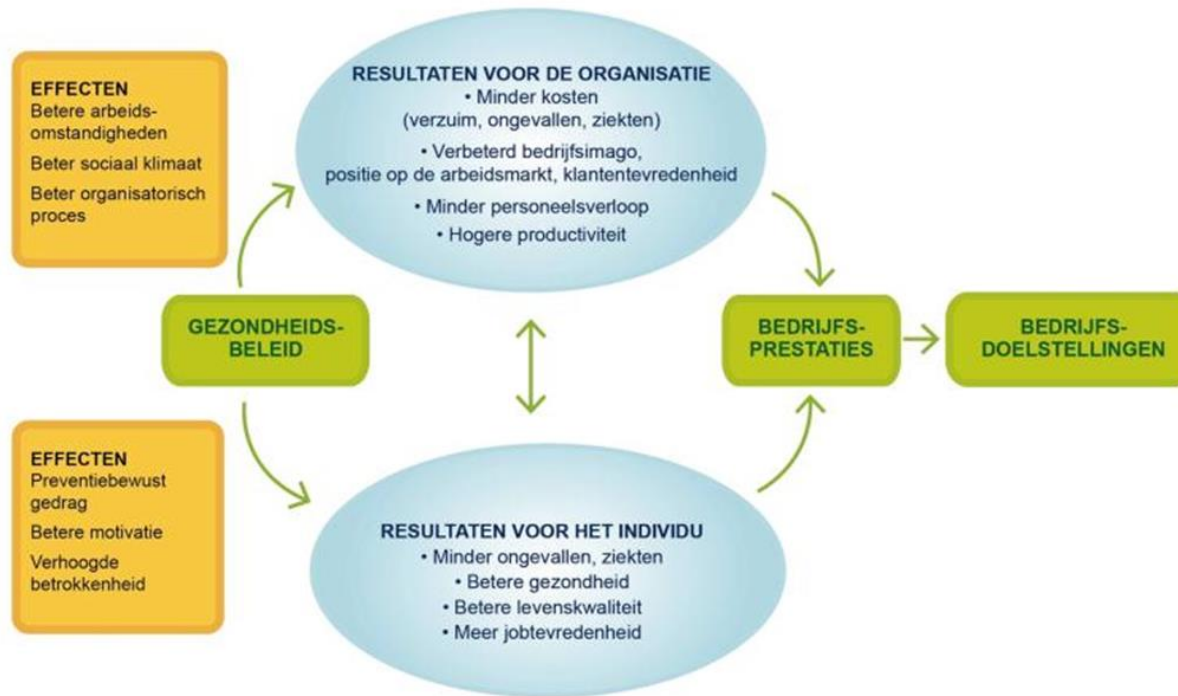 EFFECTEN
Betere arbeids-
omstandigheden
Beter sociaal klimaat
Beter organisatorisch
proces
RESULTATEN VOOR DE ORGANISATIE
• Minder kosten
(verzuim, ongevallen, ziekten)
• Verbeterd bedrijfsimago,
positie op de arbeidsmarkt, klantentevredenheid
• Minder personeelsverloop
• Hogere productiviteit
GEZONDHEIDS-
BELEID
BEDRIJFS-
PRESTATIES
BEDRIJFS-
DOELSTELLINGEN
EFFECTEN
Preventiebewust
gedrag
Betere motivatie
Verhoogde
betrokkenheid
RESULTATEN VOOR HET INDIVIDU
• Minder ongevallen, ziekten
• Betere gezondheid
• Betere levenskwaliteit
• Meer jobtevredenheid